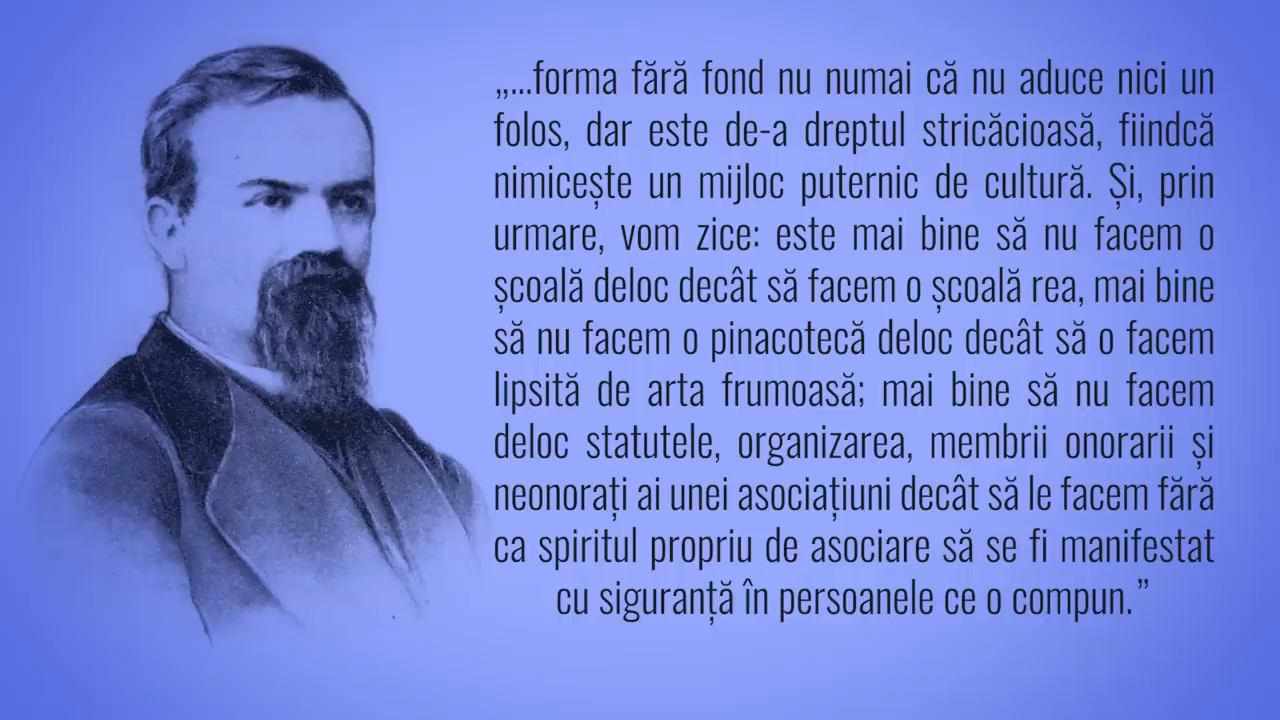 „...forma fără fond nu numai că nu aduce nici un
folos, dar este de-a dreptul stricăcioasă, fiindcă
nimicește un mijloc puternic de cultură. Și, prin
urmare, vom zice: este mai bine să nu facem o
școală deloc decât să facem o școală rea, mai bine
să nu facem o pinacotecă deloc decât să o facem
lipsită de arta frumoasă; mai bine să nu facem
deloc statutele, organizarea, membrii onorarii și
neonorați ai unei asociațiuni decât să le facem fără
ca spiritul propriu de asociare să se fi manifestat
cu siguranță în persoanele ce o compun.”